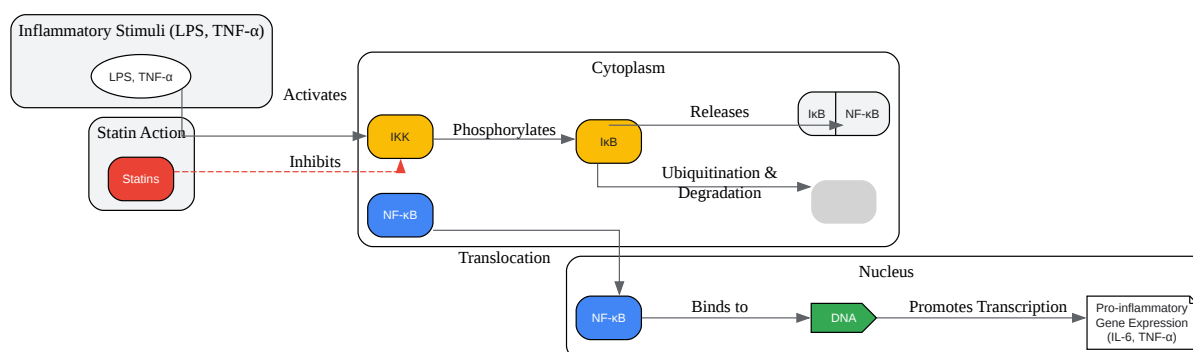 Inflammatory Stimuli (LPS, TNF-α)
LPS, TNF-α
Activates
Statin Action
Statins
Inhibits
Cytoplasm
IKK
Phosphorylates
IκB
Releases
IκB
NF-κB
Ubiquitination &
Degradation
NF-κB
Translocation
Nucleus
NF-κB
Binds to
DNA
Promotes Transcription
Pro-inflammatory
Gene Expression
(IL-6, TNF-α)